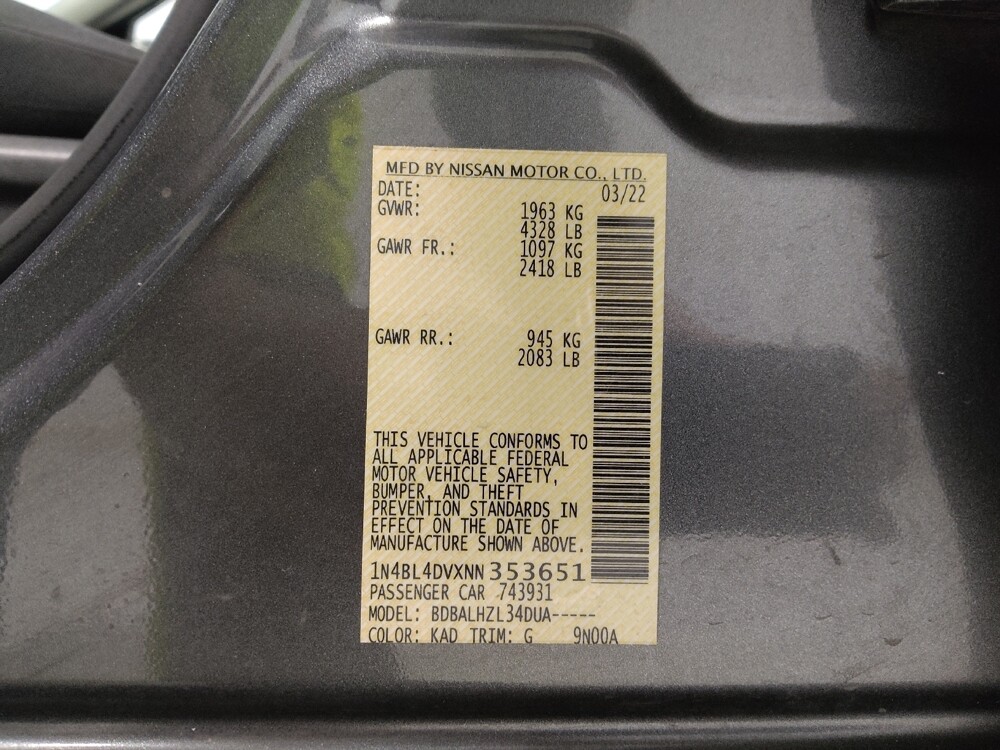 MFD BY NISSAN MOTOR CO., LTD.
DATE: 03/22
GVWR: 1963 KG
4328 LB
GAWR FR.: 1097 KG
2418 LB
GAWR RR.: 945 KG
2083 LB
THIS VEHICLE CONFORMS TO
ALL APPLICABLE FEDERAL
MOTOR VEHICLE SAFETY,
BUMPER, AND THEFT
PREVENTION STANDARDS IN
EFFECT ON THE DATE OF
MANUFACTURE SHOWN ABOVE.
1N4BL4DVXNN353651
PASSENGER CAR 743931
MODEL: BDBALHZL34DUA-----
COLOR: KAD TRIM: G 9N00A